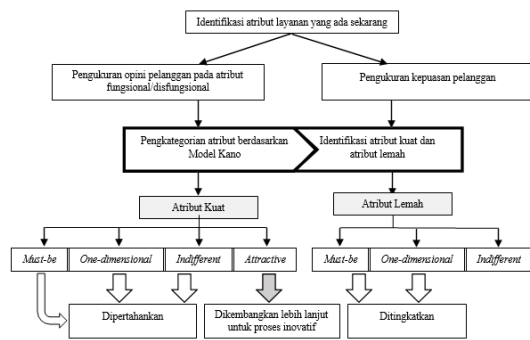 Identifikasi atribut layanan yang ada sekarang
Pengukuran opini pelanggan pada atribut
fungsional/disfungsional
Pengukuran kepuasan pelanggan
Pengkategorian atribut berdasarkan
Model Kano
Identifikasi atribut kuat dan
atribut lemah
Atribut Kuat
Atribut Lemah
Must-be
One-dimensional
Indifferent
Attractive
Must-be
One-dimensional
Indifferent
Dipertahankan
Dikembangkan lebih lanjut
untuk proses inovatif
Ditingkatkan